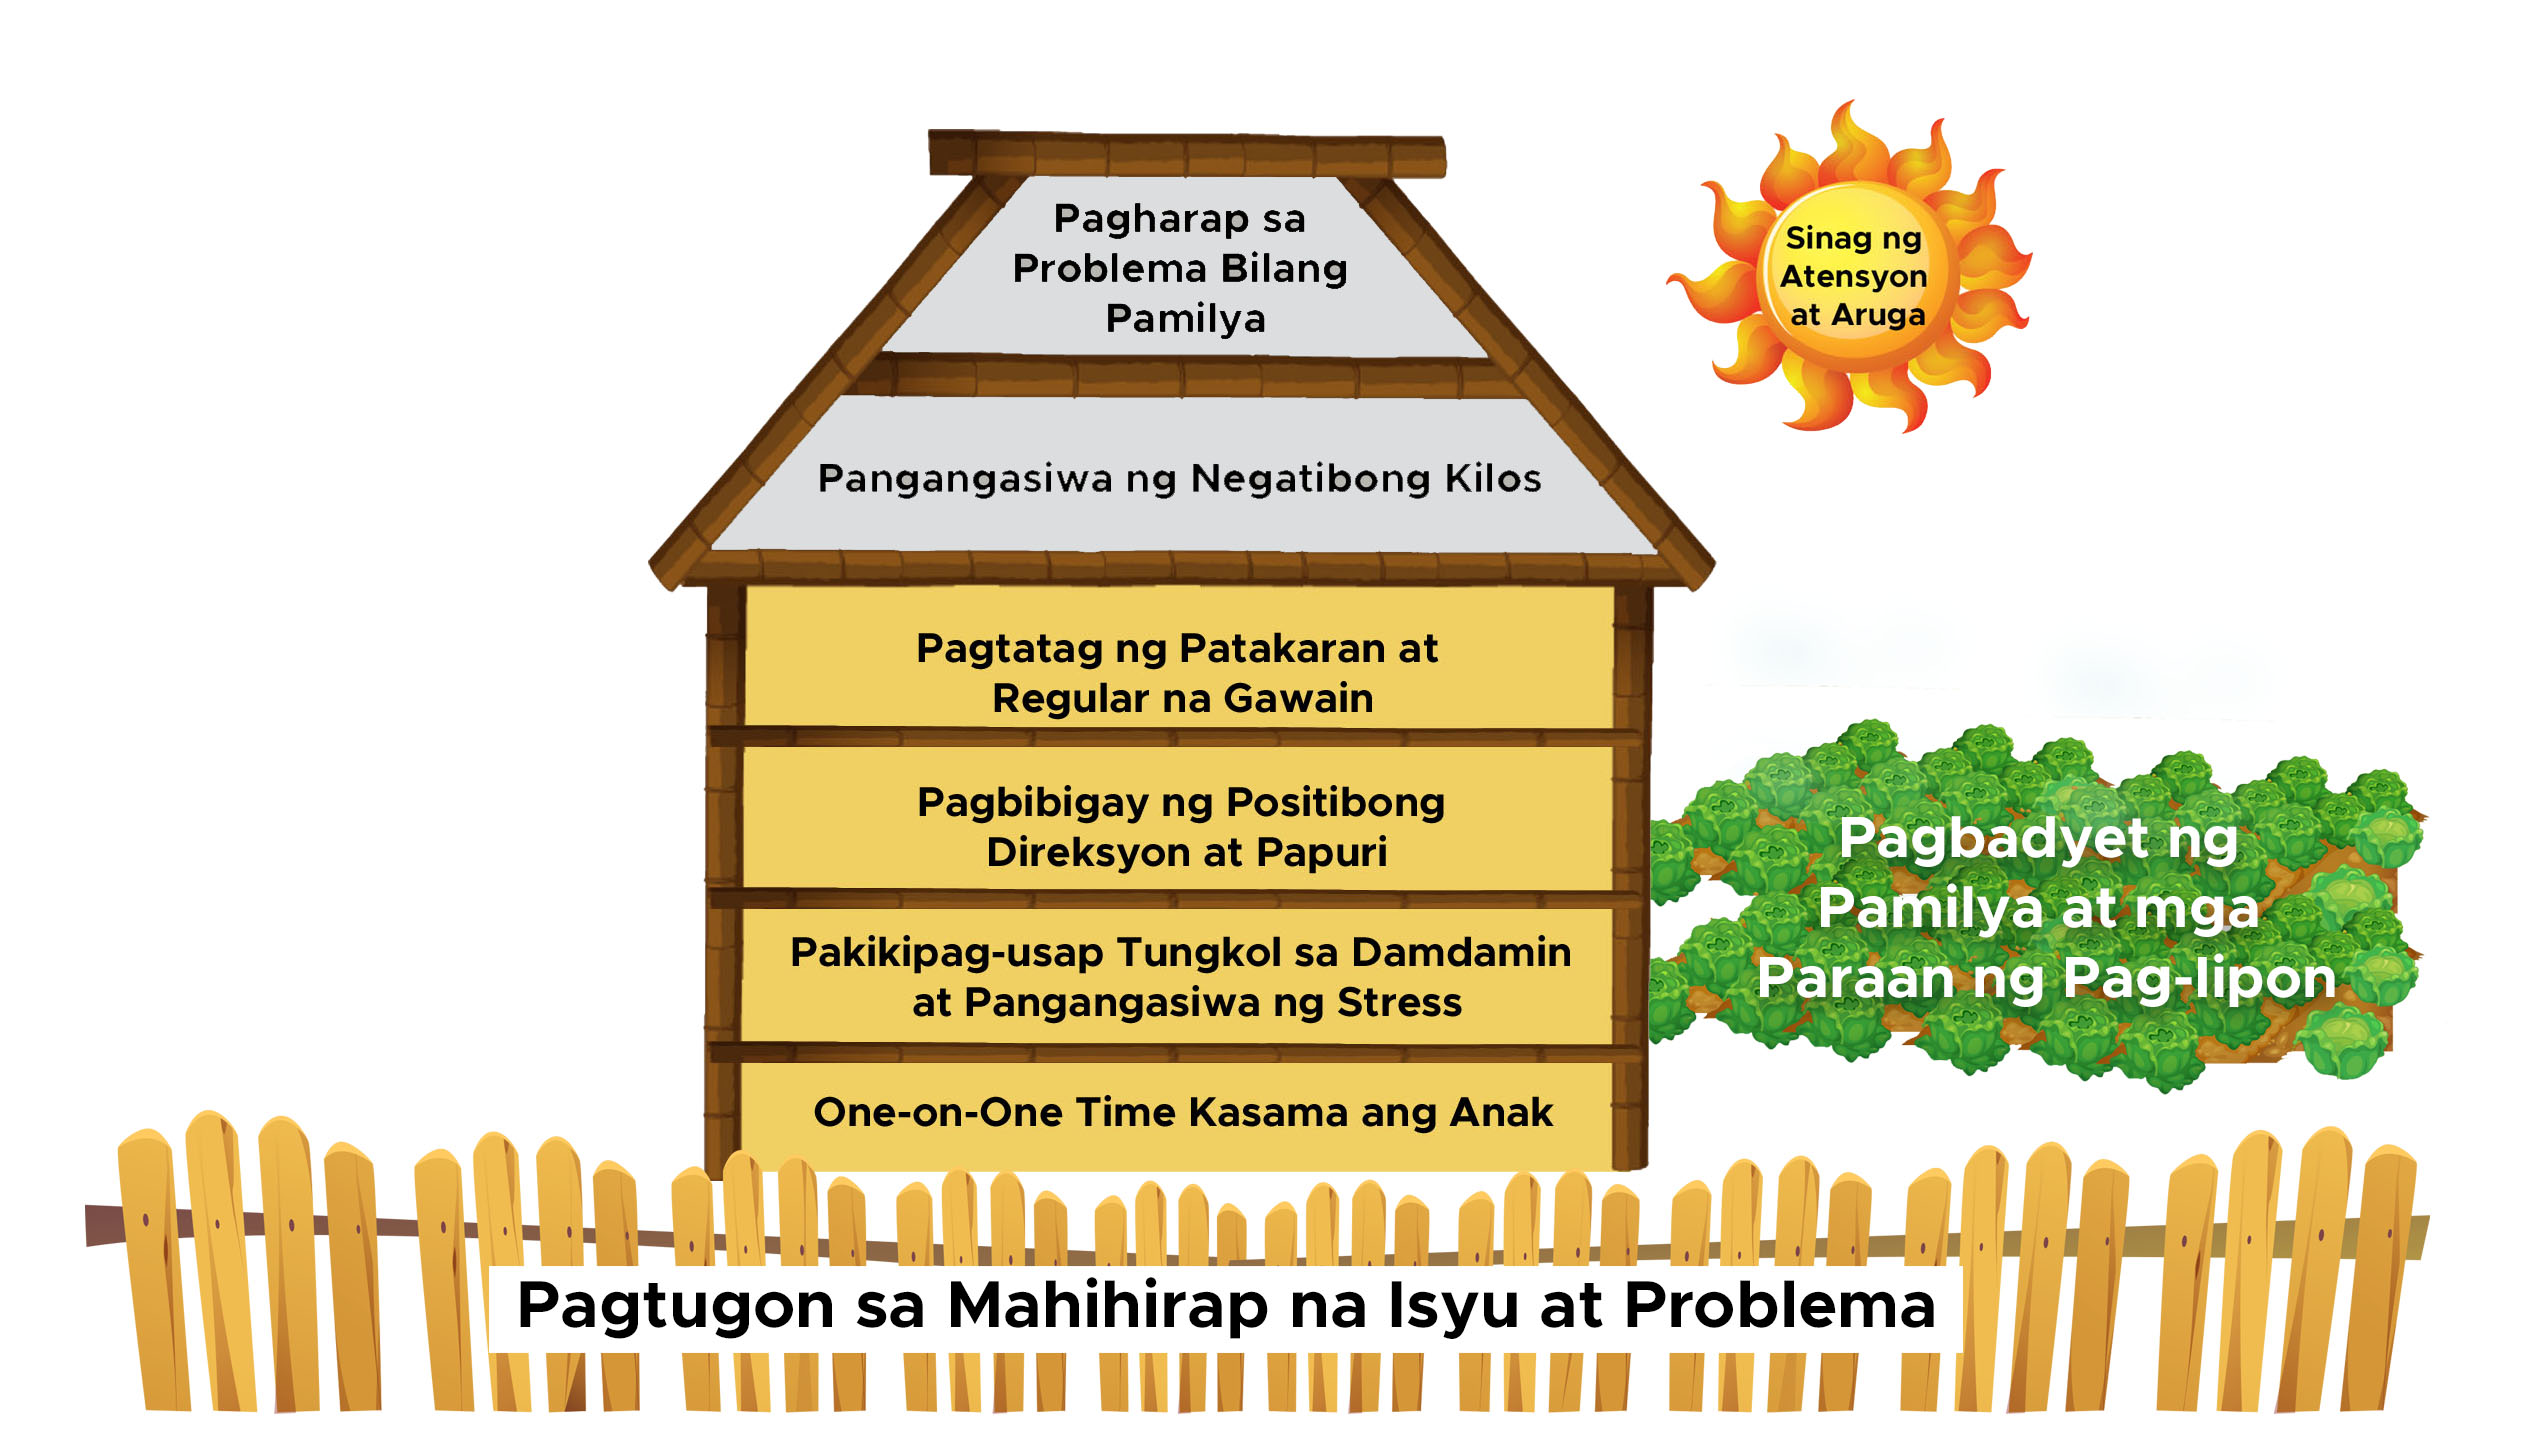 Pagharap sa
Problema Bilang
Pamilya
Sinag ng
Atensyon
at Aruga
Pangangasiwa ng Negatibong Kilos
Pagtatag ng Patakaran at
Regular na Gawain
Pagbibigay ng Positibong
Direksyon at Papuri
Pakikipag-usap Tungkol sa Damdamin
at Pangangasiwa ng Stress
One-on-One Time Kasama ang Anak
Pagbadyet ng
Pamilya at mga
Paraan ng Pag-Iipon
Pagtugon sa Mahihirap na Isyu at Problema